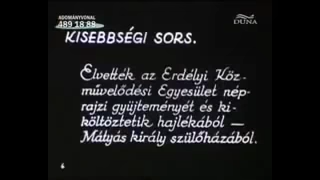 ADOMÁNYVONAL
489 18 88
DUNA
KISEBBSÉGI SORS.
Elvették az Erdélyi Köz-
művelődési Egyesület nép-
rajzi gyüjteményét és ki-
költöztetik hajlékából —
Mátyás király szülőházából.